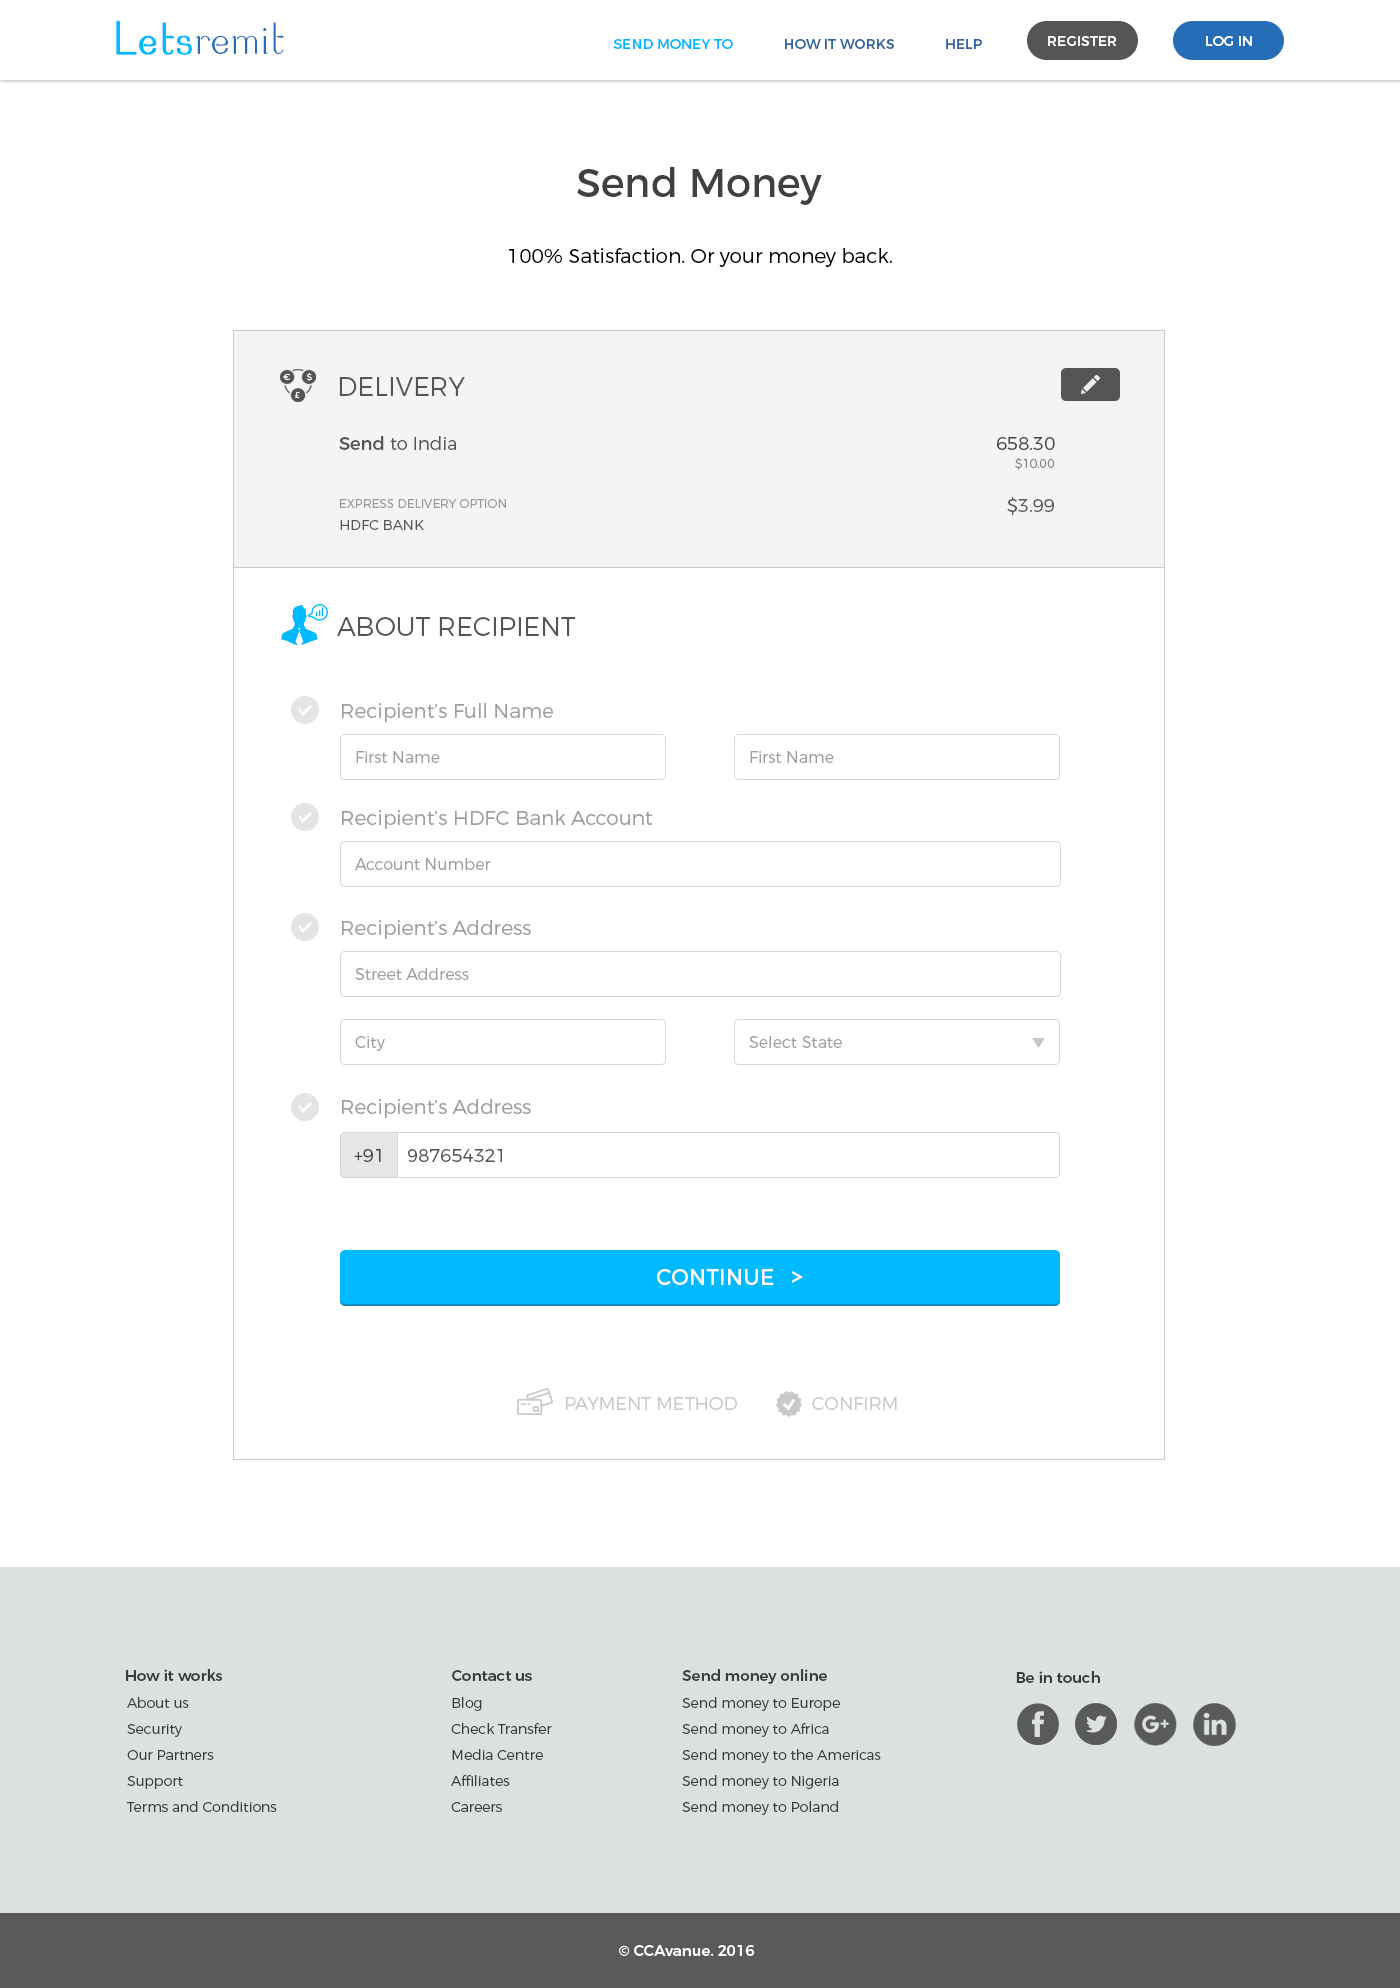 Letsremit
SEND MONEY TO HOW IT WORKS HELP REGISTER LOG IN
Send Money
100% Satisfaction. Or your money back.
DELIVERY
Send to India 658.30
$10.00
EXPRESS DELIVERY OPTION $3.99
HDFC BANK
ABOUT RECIPIENT
Recipient's Full Name
First Name First Name
Recipient's HDFC Bank Account
Account Number
Recipient's Address
Street Address
City Select State
Recipient's Address
+91 987654321
CONTINUE >
PAYMENT METHOD CONFIRM
How it works
About us
Security
Our Partners
Support
Terms and Conditions
Contact us
Blog
Check Transfer
Media Centre
Affiliates
Careers
Send money online
Send money to Europe
Send money to Africa
Send money to the Americas
Send money to Nigeria
Send money to Poland
Be in touch
© CCAvanue. 2016